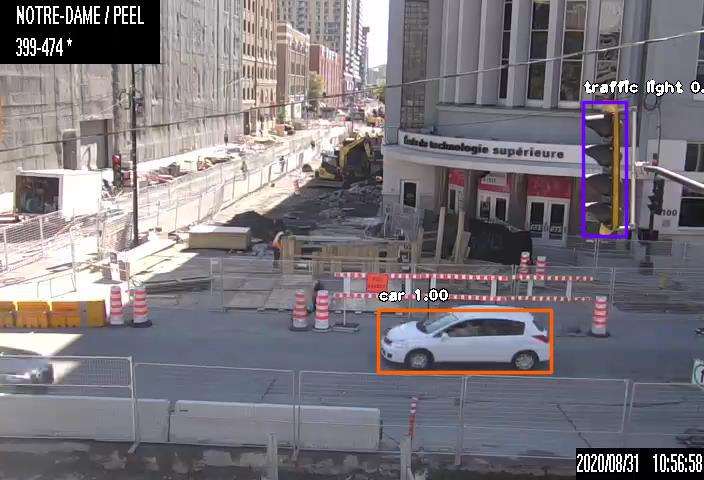 NOTRE-DAME / PEEL
399-474 *
traffic light 0.
École de technologie supérieure
1100
car 1.00
2020/08/31 10:56:58